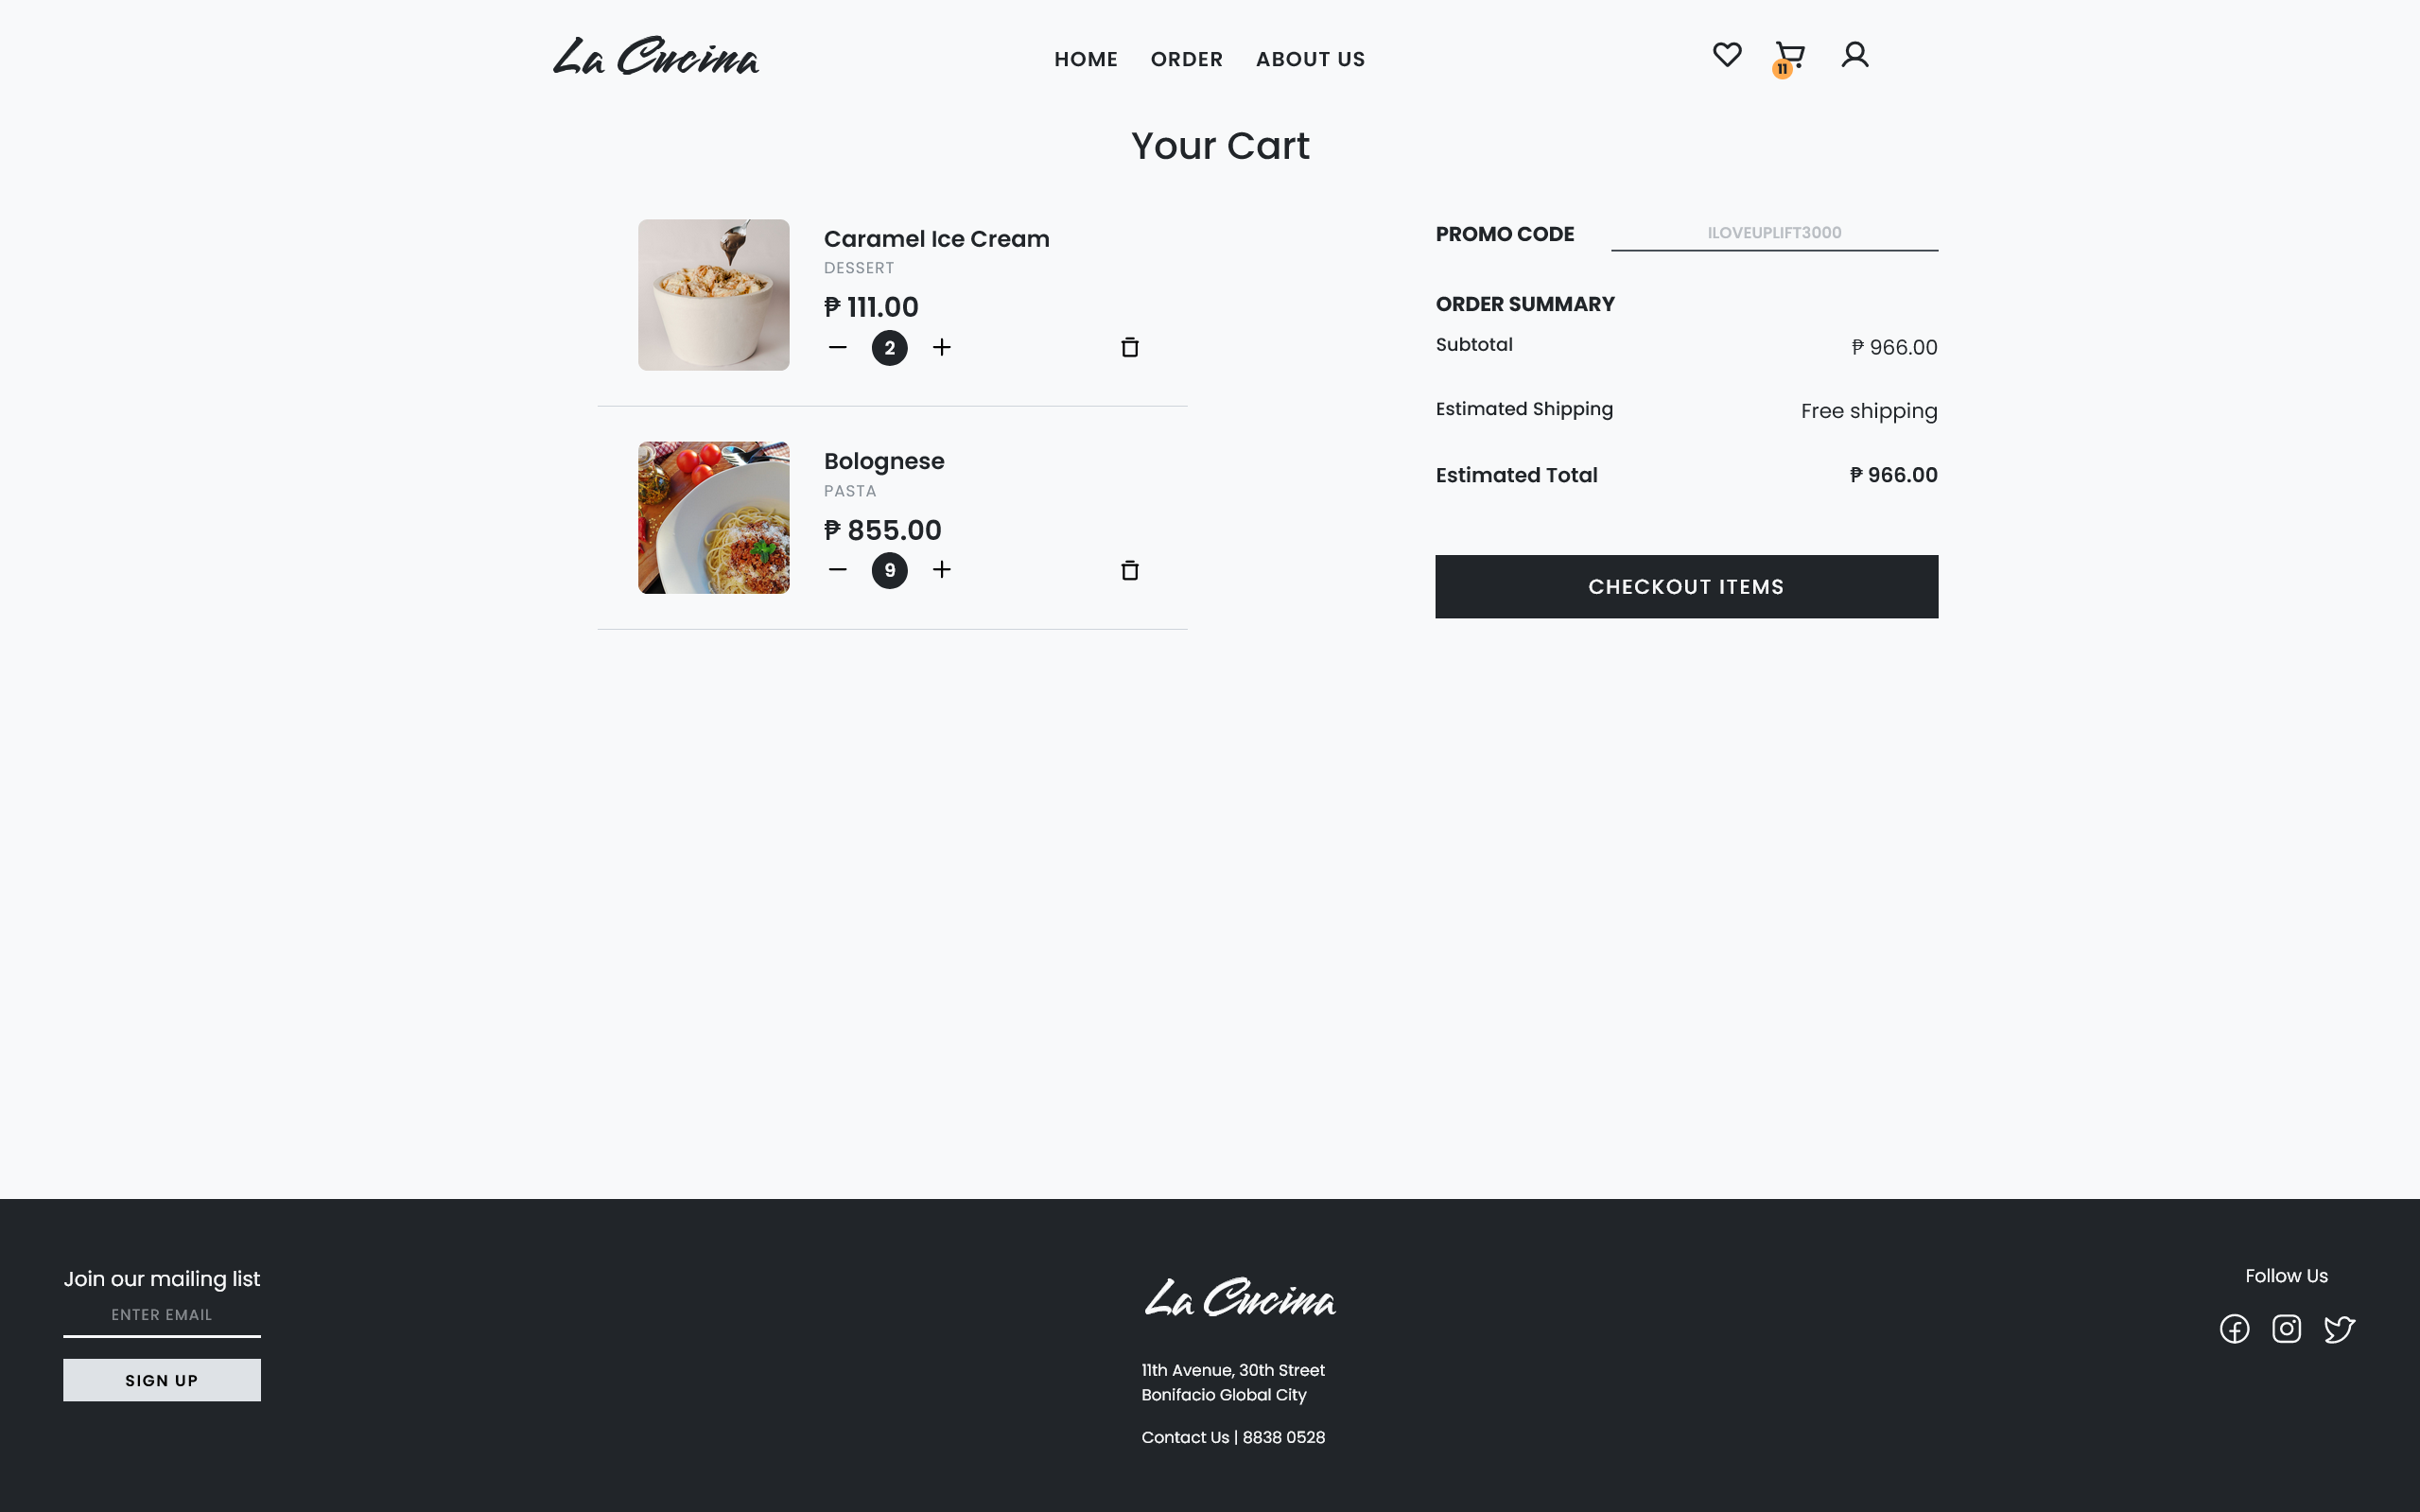 La Cucina
HOME ORDER ABOUT US
11
Your Cart
Caramel Ice Cream
DESSERT
₱ 111.00
2
Bolognese
PASTA
₱ 855.00
9
PROMO CODE ILOVEUPLIFT3000
ORDER SUMMARY
Subtotal ₱ 966.00
Estimated Shipping Free shipping
Estimated Total ₱ 966.00
CHECKOUT ITEMS
Join our mailing list
ENTER EMAIL
SIGN UP
La Cucina
11th Avenue, 30th Street
Bonifacio Global City
Contact Us | 8838 0528
Follow Us